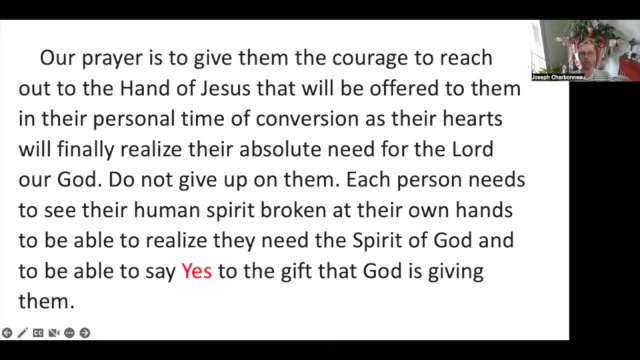 Our prayer is to give them the courage to reach
out to the Hand of Jesus that will be offered to them
in their personal time of conversion as their hearts
will finally realize their absolute need for the Lord
our God. Do not give up on them. Each person needs
to see their human spirit broken at their own hands
to be able to realize they need the Spirit of God and
to be able to say Yes to the gift that God is giving
them.
Joseph Charbonneau
CC